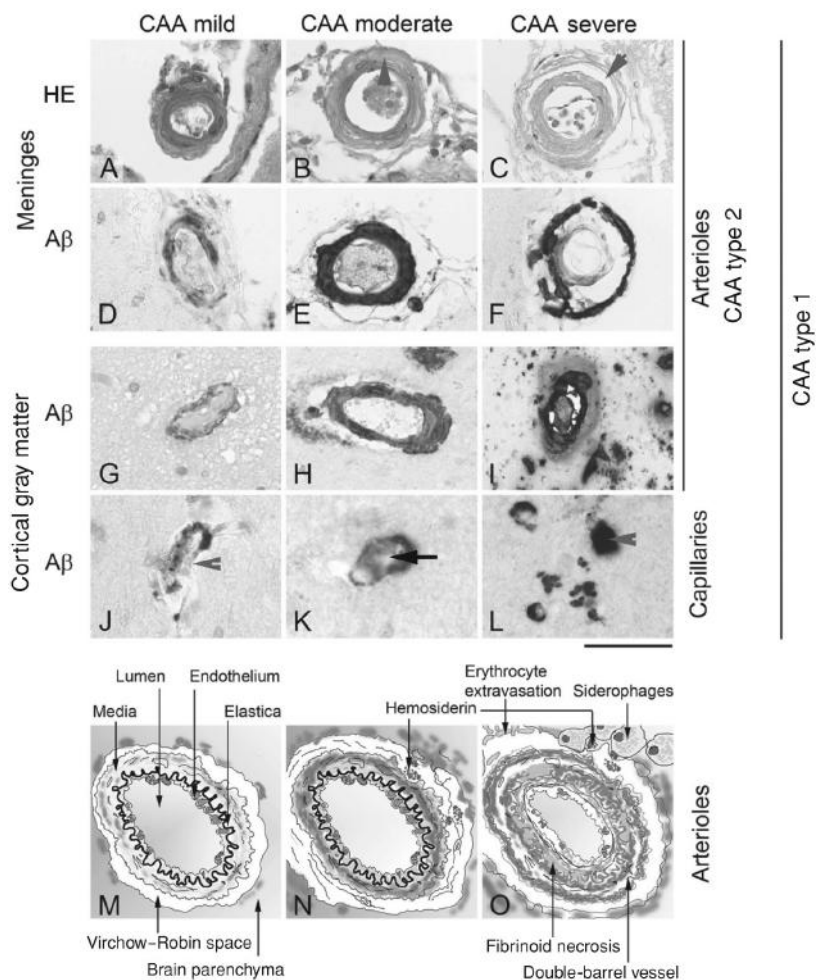 CAA mild CAA moderate CAA severe
HE
Meninges
A B C
Aβ
D E F
Arterioles
CAA type 2
Aβ
G H I
Cortical gray matter
Aβ
J K L
Capillaries
CAA type 1
Lumen Endothelium
Media Elastica
Hemosiderin
Erythrocyte
extravasation Siderophages
M N O
Arterioles
Virchow–Robin space
Brain parenchyma
Fibrinoid necrosis
Double-barrel vessel